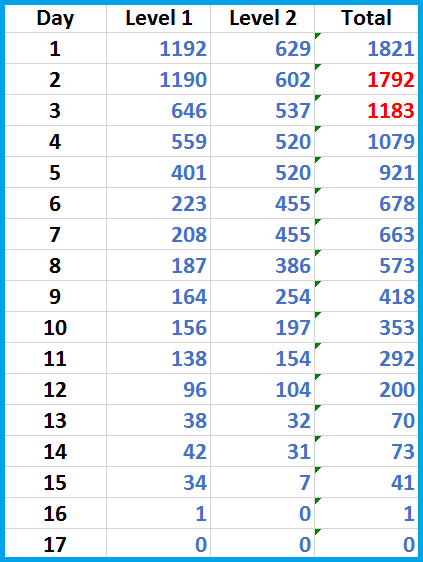 Day Level 1 Level 2 Total
1 1192 629 1821
2 1190 602 1792
3 646 537 1183
4 559 520 1079
5 401 520 921
6 223 455 678
7 208 455 663
8 187 386 573
9 164 254 418
10 156 197 353
11 138 154 292
12 96 104 200
13 38 32 70
14 42 31 73
15 34 7 41
16 1 0 1
17 0 0 0